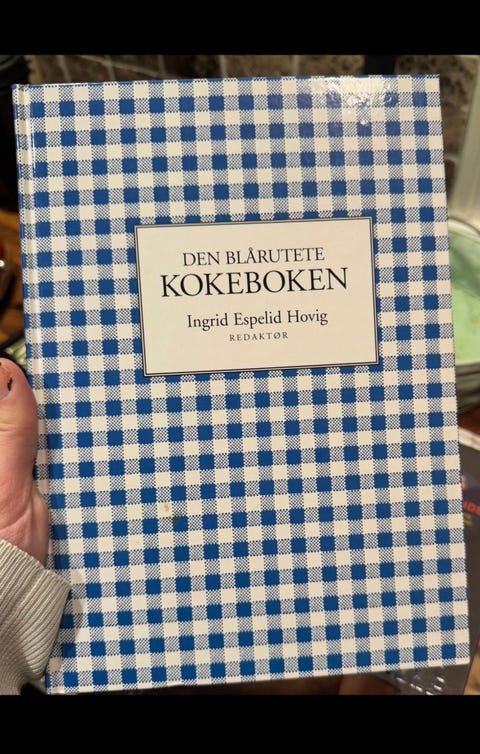 DEN BLÅRUTETE
KOKEBOKEN
Ingrid Espelid Hovig
REDAKTØR